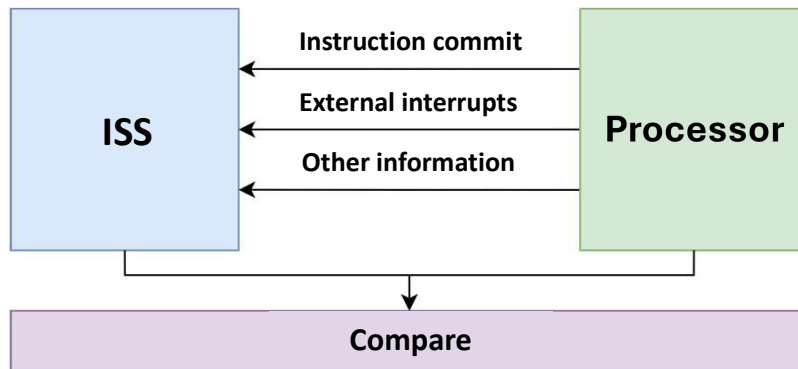 Instruction commit
External interrupts
ISS
Processor
Other information
Compare